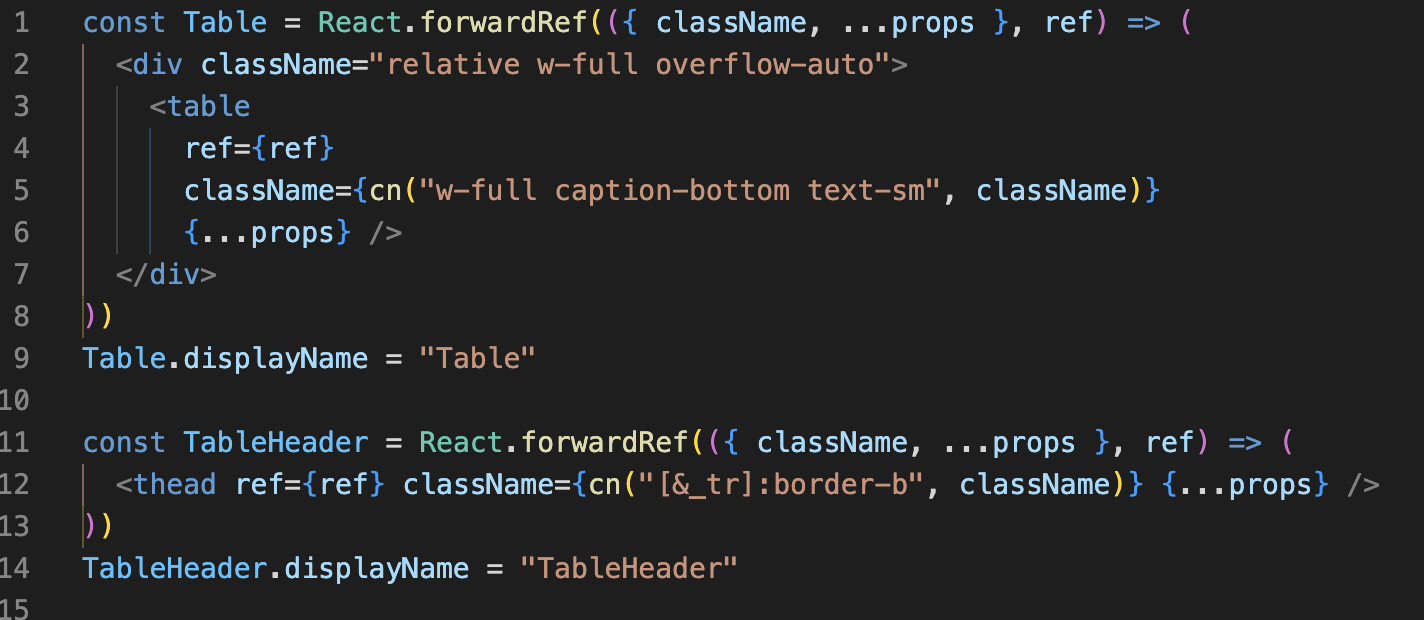 1 const Table = React.forwardRef(({ className, ...props }, ref) => (
2 <div className="relative w-full overflow-auto">
3 <table
4 ref={ref}
5 className={cn("w-full caption-bottom text-sm", className)}
6 {...props} />
7 </div>
8 ))
9 Table.displayName = "Table"
10
11 const TableHeader = React.forwardRef(({ className, ...props }, ref) => (
12 <thead ref={ref} className={cn("[&_tr]:border-b", className)} {...props} />
13 ))
14 TableHeader.displayName = "TableHeader"
15